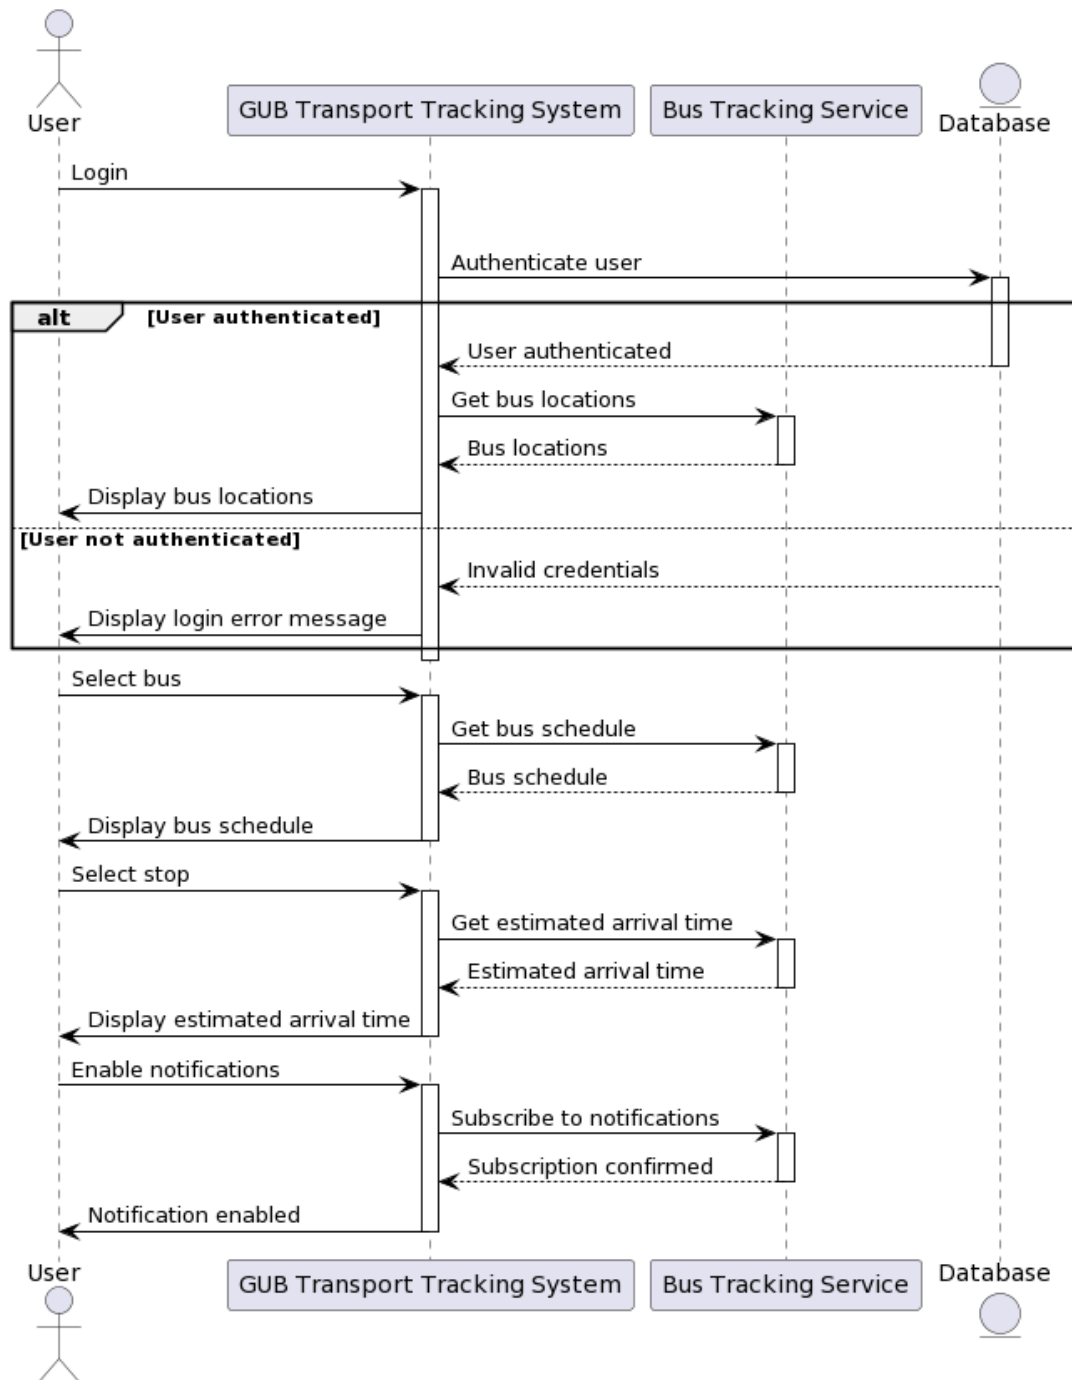 User
GUB Transport Tracking System
Bus Tracking Service
Database
Login
Authenticate user
alt
[User authenticated]
User authenticated
Get bus locations
Bus locations
Display bus locations
[User not authenticated]
Invalid credentials
Display login error message
Select bus
Get bus schedule
Bus schedule
Display bus schedule
Select stop
Get estimated arrival time
Estimated arrival time
Display estimated arrival time
Enable notifications
Subscribe to notifications
Subscription confirmed
Notification enabled
User
GUB Transport Tracking System
Bus Tracking Service
Database